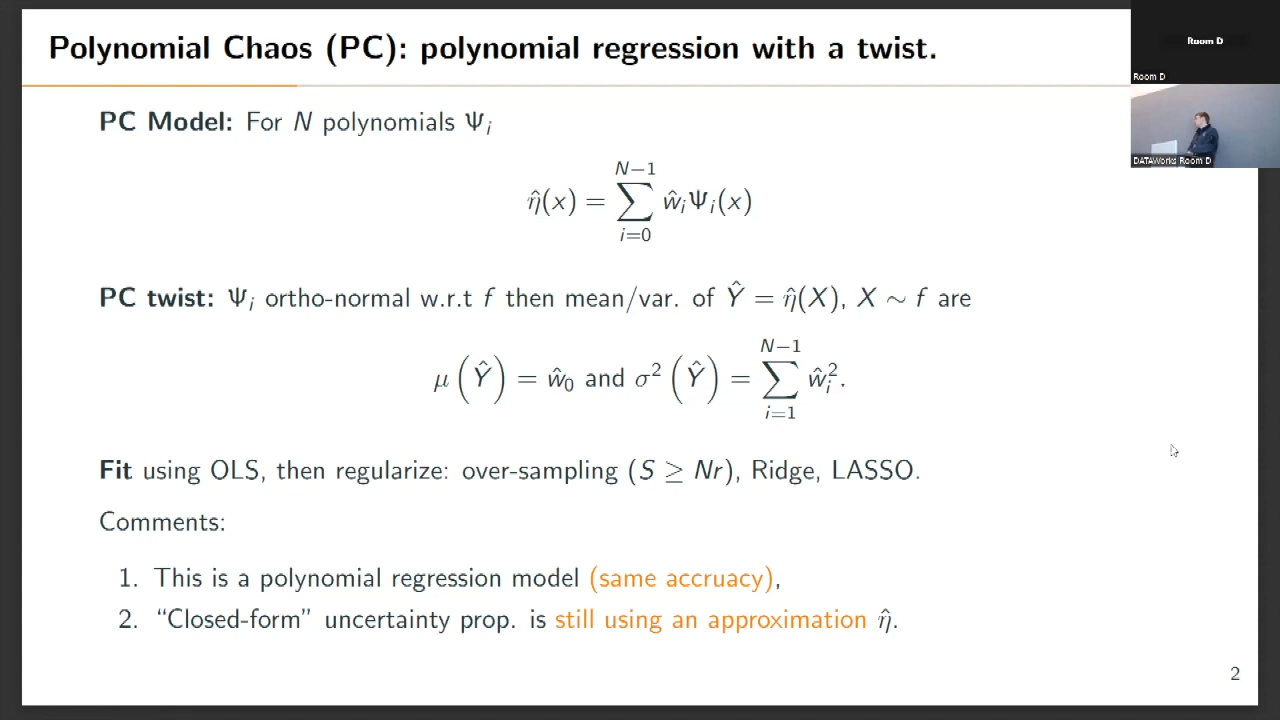 Polynomial Chaos (PC): polynomial regression with a twist.
Room D
Room D
DATAWorks Room D
PC Model: For N polynomials Ψ_i
η̂(x) = ∑_{i=0}^{N−1} ŵ_i Ψ_i(x)
PC twist: Ψ_i ortho-normal w.r.t f then mean/var. of Ŷ = η̂(X), X ∼ f are
μ(Ŷ) = ŵ_0 and σ²(Ŷ) = ∑_{i=1}^{N−1} ŵ_i².
Fit using OLS, then regularize: over-sampling (S ≥ Nr), Ridge, LASSO.
Comments:
1. This is a polynomial regression model (same accruacy),
2. “Closed-form” uncertainty prop. is still using an approximation η̂.
2